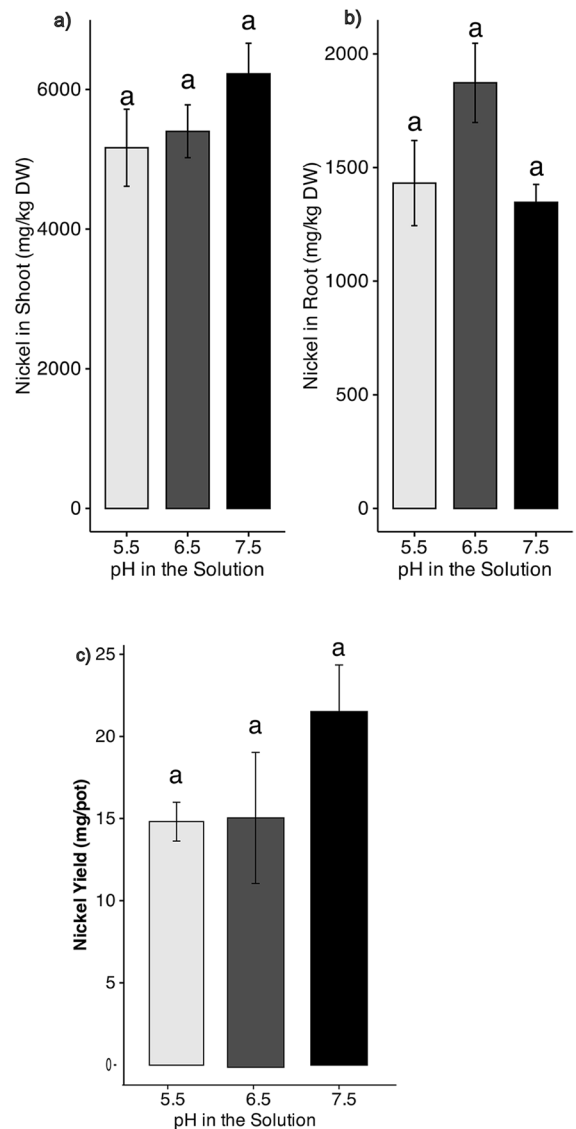 a)
Nickel in Shoot (mg/kg DW)
6000
4000
2000
0
a
a
a
5.5
6.5
7.5
pH in the Solution
b)
Nickel in Root (mg/kg DW)
2000
1500
1000
500
0
a
a
a
5.5
6.5
7.5
pH in the Solution
c)
Nickel Yield (mg/pot)
25
20
15
10
5
0
a
a
a
5.5
6.5
7.5
pH in the Solution